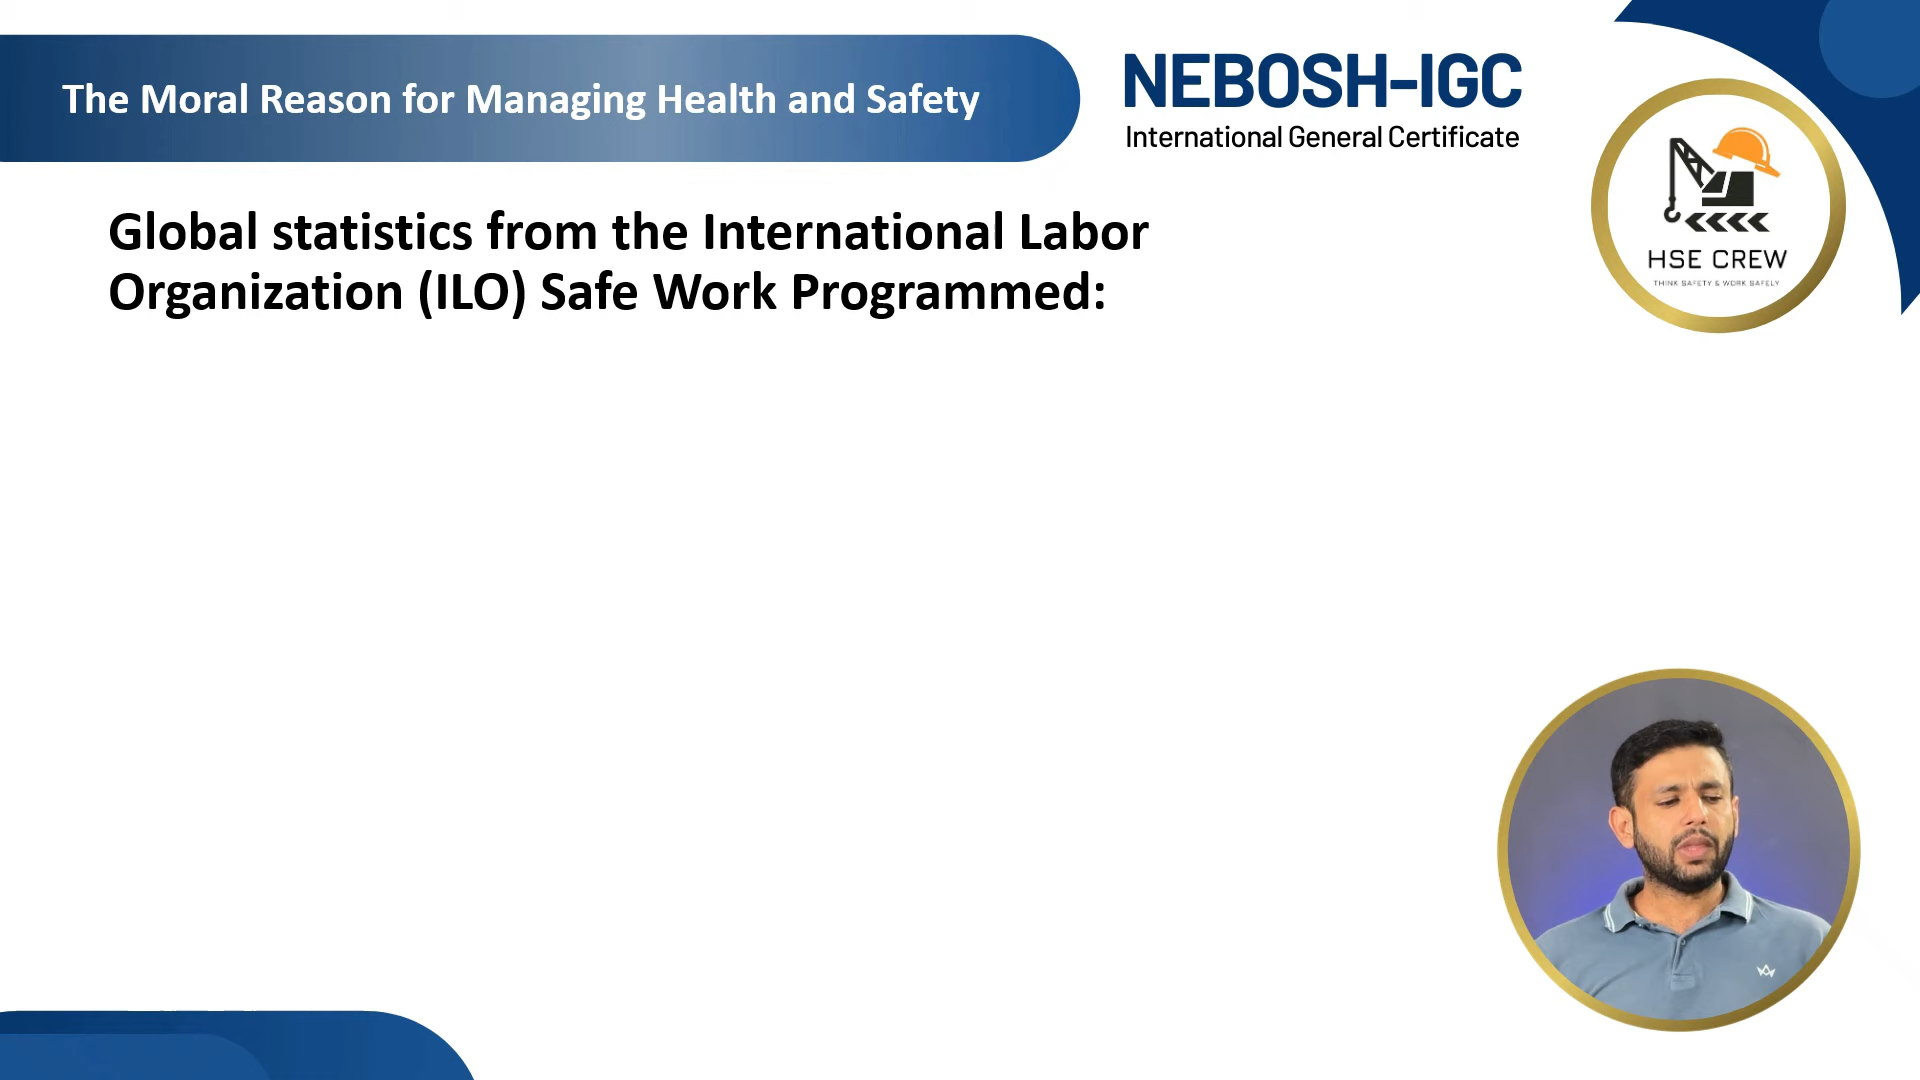 The Moral Reason for Managing Health and Safety
NEBOSH-IGC
International General Certificate
HSE CREW
THINK SAFETY & WORK SAFELY
Global statistics from the International Labor
Organization (ILO) Safe Work Programmed: